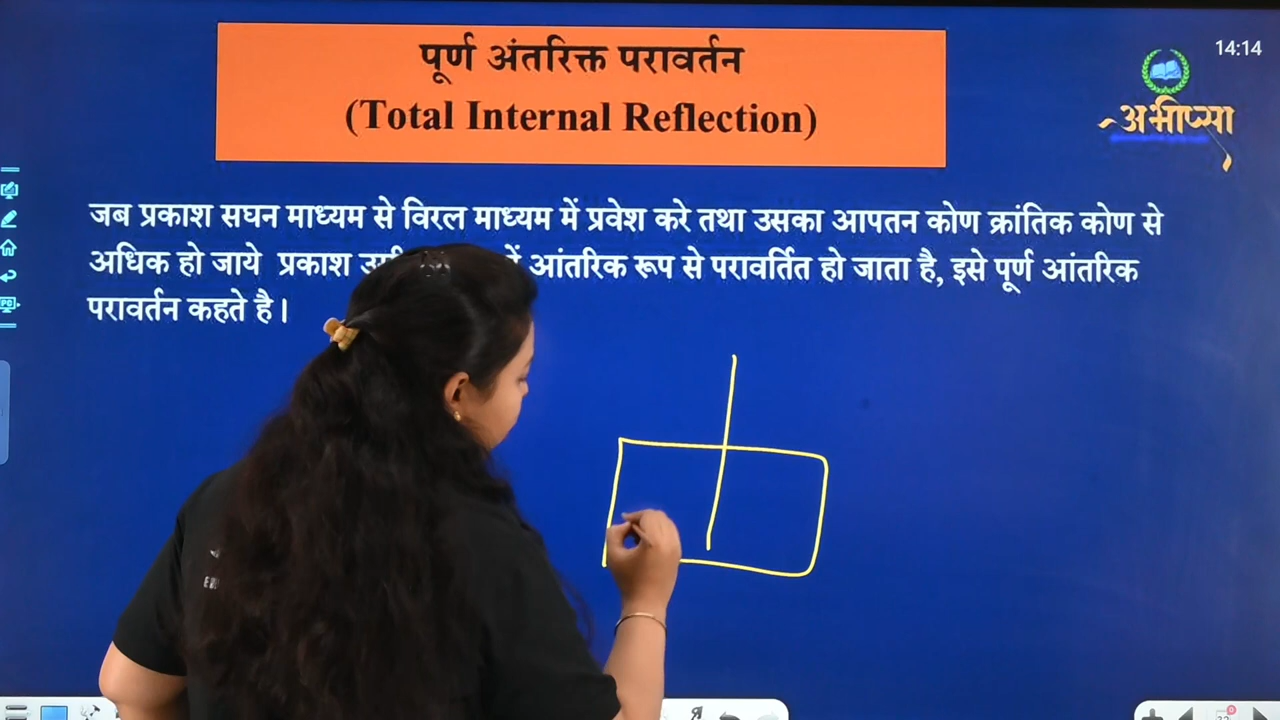 पूर्ण अंतरिक्त परावर्तन
(Total Internal Reflection)
14:14
अभीप्सा
जब प्रकाश सघन माध्यम से विरल माध्यम में प्रवेश करे तथा उसका आपतन कोण क्रांतिक कोण से
अधिक हो जाये प्रकाश में आंतरिक रूप से परावर्तित हो जाता है, इसे पूर्ण आंतरिक
परावर्तन कहते है।